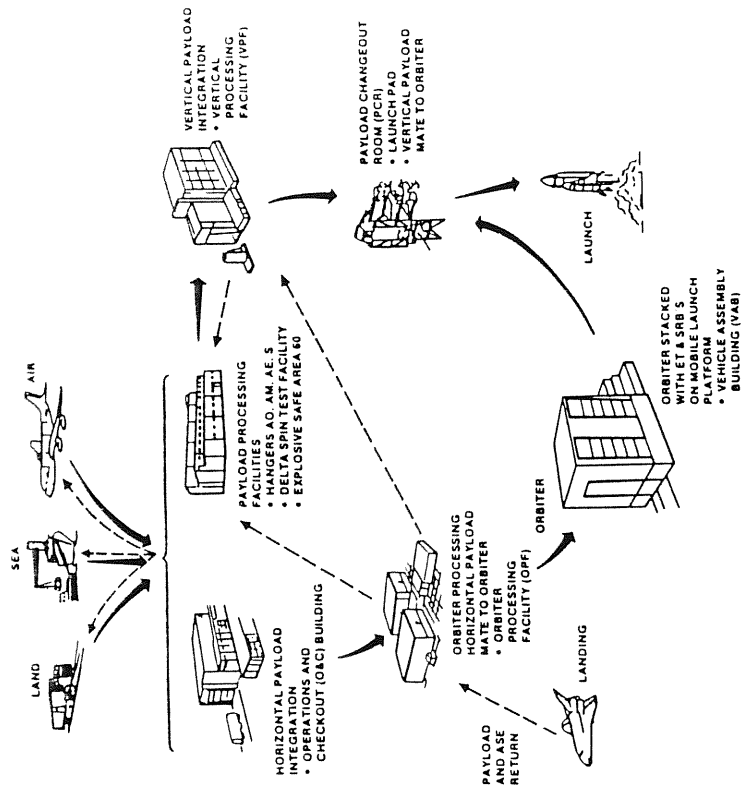 LAND
SEA
AIR
HORIZONTAL PAYLOAD
INTEGRATION
• OPERATIONS AND
CHECKOUT (O&C) BUILDING
PAYLOAD PROCESSING
FACILITIES
• HANGERS AO, AM, AE, S
• DELTA SPIN TEST FACILITY
• EXPLOSIVE SAFE AREA 60
VERTICAL PAYLOAD
INTEGRATION
• VERTICAL
PROCESSING
FACILITY (VPF)
ORBITER PROCESSING
HORIZONTAL PAYLOAD
MATE TO ORBITER
• ORBITER
PROCESSING
FACILITY (OPF)
PAYLOAD CHANGEOUT
ROOM (PCR)
• LAUNCH PAD
• VERTICAL PAYLOAD
MATE TO ORBITER
PAYLOAD
AND ASE
RETURN
LANDING
ORBITER
ORBITER STACKED
WITH ET & SRB S
ON MOBILE LAUNCH
PLATFORM
• VEHICLE ASSEMBLY
BUILDING (VAB)
LAUNCH